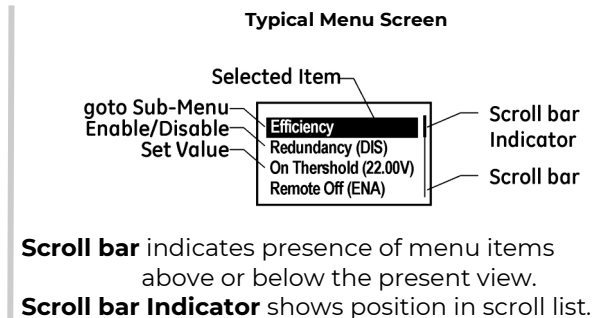 Typical Menu Screen
Selected Item
goto Sub-Menu
Enable/Disable
Set Value
Efficiency
Redundancy (DIS)
On Thershold (22.00V)
Remote Off (ENA)
Scroll bar
Indicator
Scroll bar
Scroll bar indicates presence of menu items
above or below the present view.
Scroll bar Indicator shows position in scroll list.